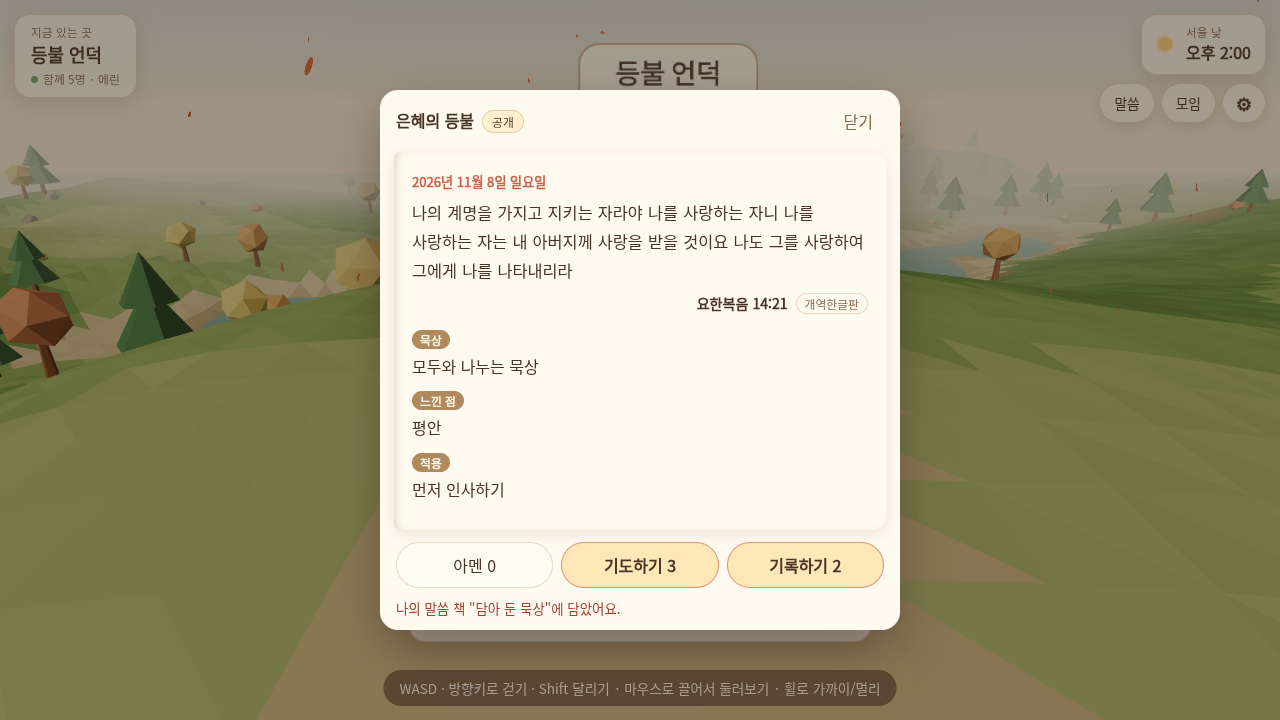 지금 있는 곳
등불 언덕
함께 5명 · 에린
등불 언덕
서울 낮
오후 2:00
말씀
모임
은혜의 등불
공개
닫기
2026년 11월 8일 일요일
나의 계명을 가지고 지키는 자라야 나를 사랑하는 자니 나를
사랑하는 자는 내 아버지께 사랑을 받을 것이요 나도 그를 사랑하여
그에게 나를 나타내리라
요한복음 14:21
개역한글판
묵상
모두와 나누는 묵상
느낀 점
평안
적용
먼저 인사하기
아멘 0
기도하기 3
기록하기 2
나의 말씀 책 "담아 둔 묵상"에 담았어요.
WASD · 방향키로 걷기 · Shift 달리기 · 마우스로 끌어서 둘러보기 · 휠로 가까이/멀리